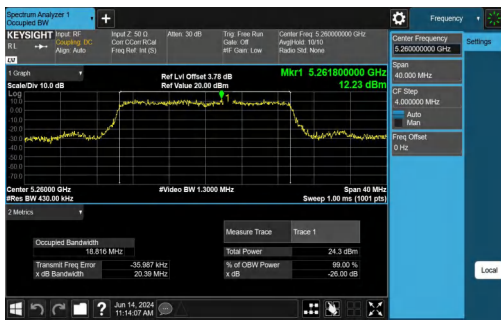 Spectrum Analyzer 1
Occupied BW
Frequency
KEYSIGHT
RL
Input: RF
Coupling: DC
Align: Auto
Input Z: 50 Ω
Corr CCorr RCal
Freq Ref: Int (S)
Atten: 30 dB
Trig: Free Run
Gate: Off
#IF Gain: Low
Center Freq: 5.260000000 GHz
Avg|Hold: 10/10
Radio Std: None
Center Frequency
5.260000000 GHz
Settings
Span
40.000 MHz
CF Step
4.000000 MHz
Auto
Man
Freq Offset
0 Hz
Local
1 Graph
Scale/Div 10.0 dB
Ref Lvl Offset 3.78 dB
Ref Value 20.00 dBm
Mkr1 5.261800000 GHz
12.23 dBm
Log
10.0
0.00
-10.0
-20.0
-30.0
-40.0
-50.0
-60.0
-70.0
1
Center 5.26000 GHz
#Res BW 430.00 kHz
#Video BW 1.3000 MHz
Span 40 MHz
Sweep 1.00 ms (1001 pts)
2 Metrics
Measure Trace Trace 1
Occupied Bandwidth
18.816 MHz
Total Power 24.3 dBm
Transmit Freq Error -35.987 kHz
% of OBW Power 99.00 %
x dB Bandwidth 20.39 MHz
x dB -26.00 dB
?
Jun 14, 2024
11:14:07 AM